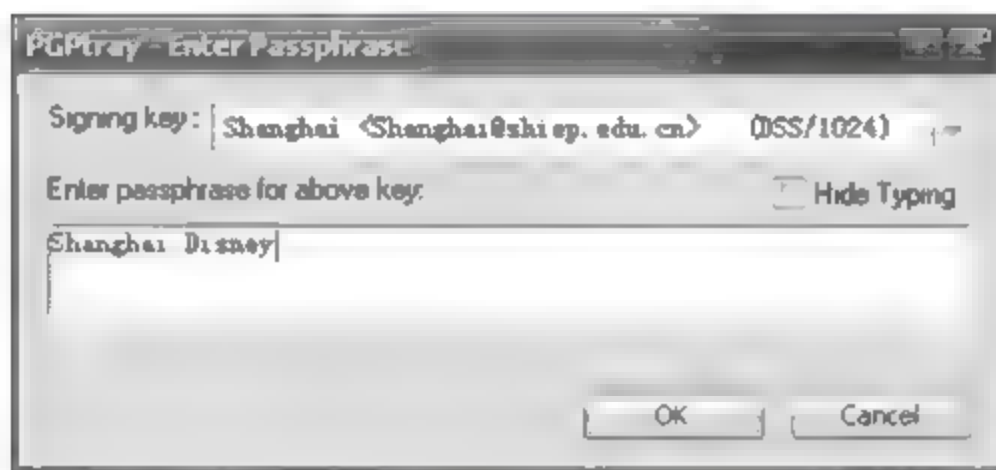 PGPtray - Enter Passphrase
Signing key : Shanghai <Shanghai@shiep.edu.cn> (DSS/1024)
Enter passphrase for above key:
Hide Typing
Shanghai Disney
OK
Cancel